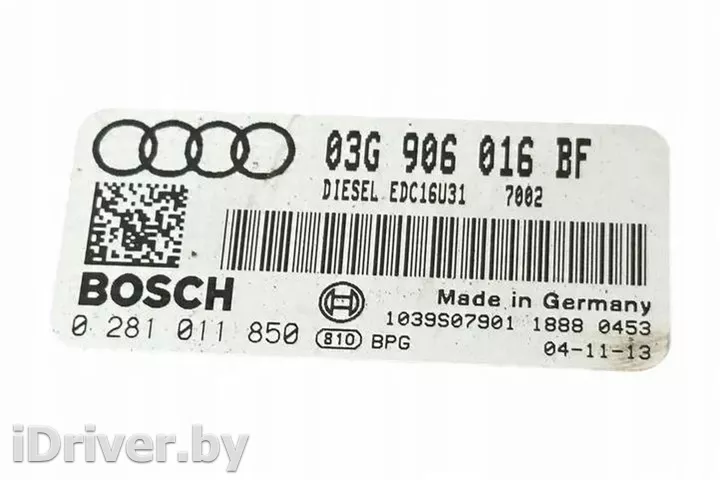 03G 906 016 BF
DIESEL EDC16U31 7002
BOSCH
Made in Germany
0 281 011 850
1039S07901 1888 0453
810 BPG
04-11-13
iDriver.by